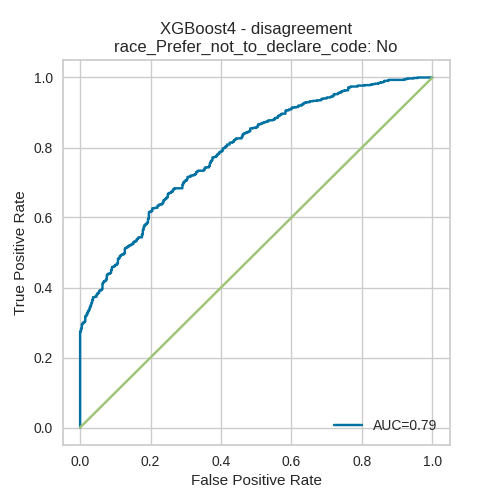 XGBoost4 - disagreement
race_Prefer_not_to_declare_code: No
True Positive Rate
1.0
0.8
0.6
0.4
0.2
0.0
AUC=0.79
0.0 0.2 0.4 0.6 0.8 1.0
False Positive Rate